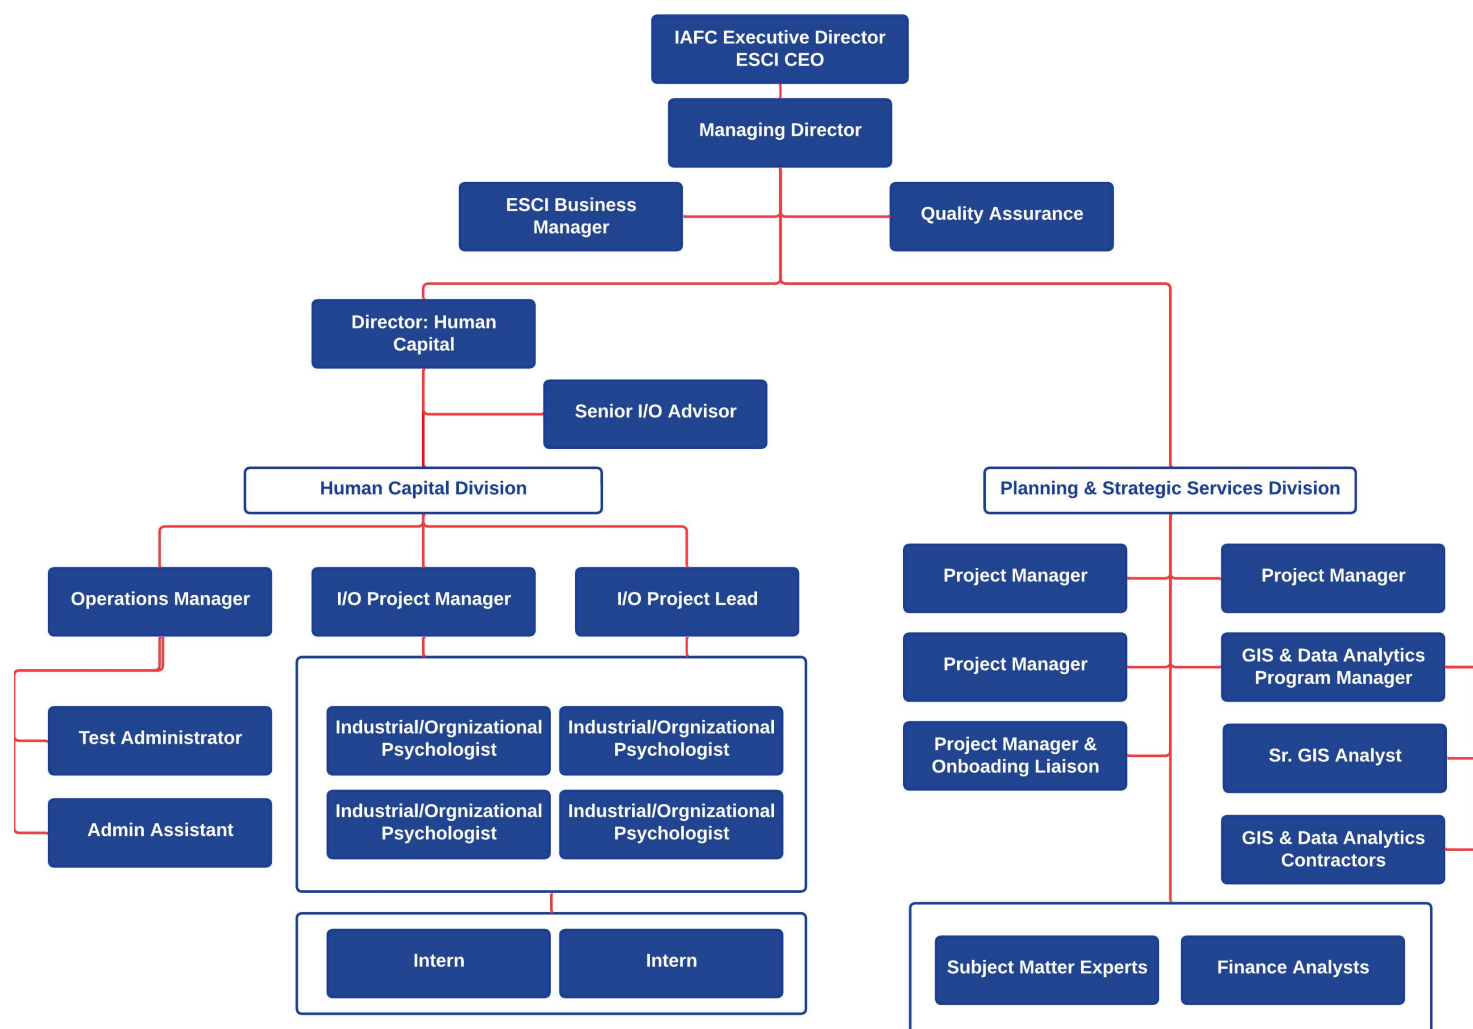 IAFC Executive Director
ESCI CEO
Managing Director
ESCI Business
Manager
Quality Assurance
Director: Human
Capital
Senior I/O Advisor
Human Capital Division
Planning & Strategic Services Division
Operations Manager
I/O Project Manager
I/O Project Lead
Test Administrator
Admin Assistant
Industrial/Orgnizational
Psychologist
Industrial/Orgnizational
Psychologist
Industrial/Orgnizational
Psychologist
Industrial/Orgnizational
Psychologist
Intern
Intern
Project Manager
Project Manager
Project Manager
GIS & Data Analytics
Program Manager
Project Manager &
Onboading Liaison
Sr. GIS Analyst
GIS & Data Analytics
Contractors
Subject Matter Experts
Finance Analysts